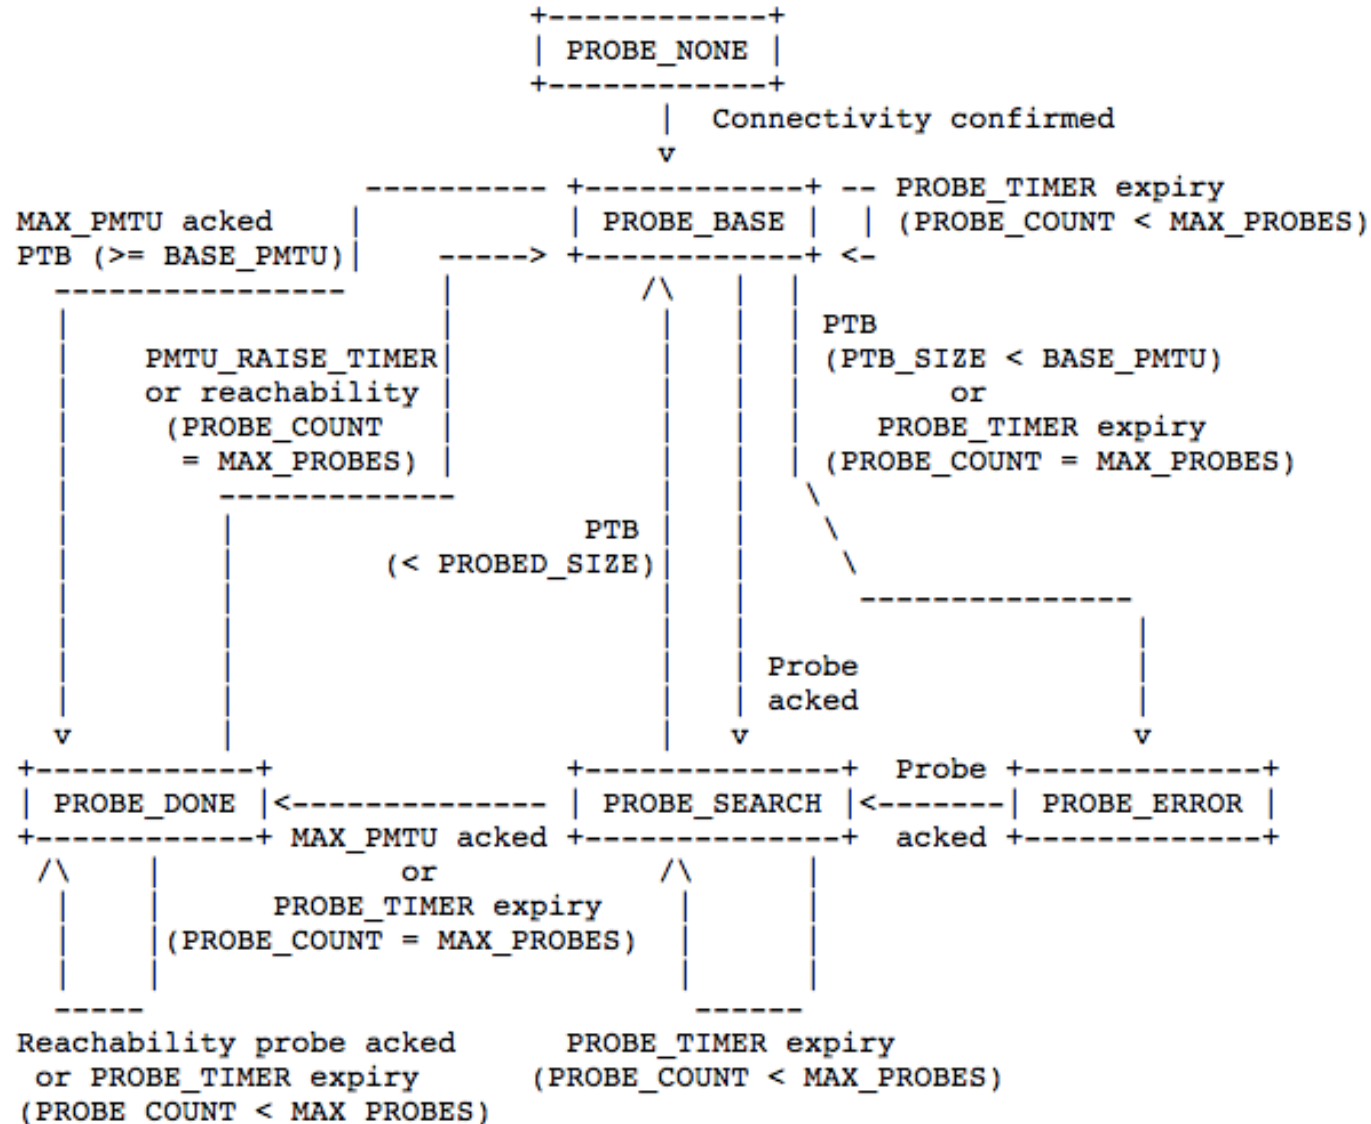 PROBE_NONE
Connectivity confirmed
PROBE_TIMER expiry
MAX_PMTU acked
PROBE_BASE
(PROBE_COUNT < MAX_PROBES)
PTB (>= BASE_PMTU)
PTB
PMTU_RAISE_TIMER
(PTB_SIZE < BASE_PMTU)
or reachability
or
(PROBE_COUNT
PROBE_TIMER expiry
= MAX_PROBES)
(PROBE_COUNT = MAX_PROBES)
PTB
(< PROBED_SIZE)
Probe
acked
Probe
PROBE_DONE
PROBE_SEARCH
PROBE_ERROR
MAX_PMTU acked
acked
or
PROBE_TIMER expiry
(PROBE_COUNT = MAX_PROBES)
Reachability probe acked
PROBE_TIMER expiry
or PROBE_TIMER expiry
(PROBE_COUNT < MAX_PROBES)
(PROBE_COUNT < MAX_PROBES)